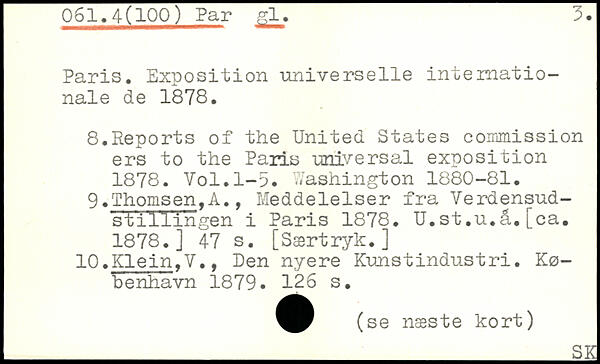 061.4(100) Par gl. 3.
Paris. Exposition universelle internatio-
nale de 1878.
8.Reports of the United States commission
ers to the Paris universal exposition
1878. Vol.1-5. Washington 1880-81.
9.Thomsen,A., Meddelelser fra Verdensud-
stillingen i Paris 1878. U.st.u.å.[ca.
1878.] 47 s. [Særtryk.]
10.Klein,V., Den nyere Kunstindustri. Kø-
benhavn 1879. 126 s.
(se næste kort)
SK